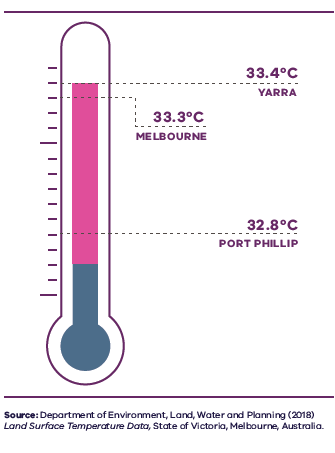 33.4°C
YARRA
33.3°C
MELBOURNE
32.8°C
PORT PHILLIP
Source: Department of Environment, Land, Water and Planning (2018)
Land Surface Temperature Data, State of Victoria, Melbourne, Australia.